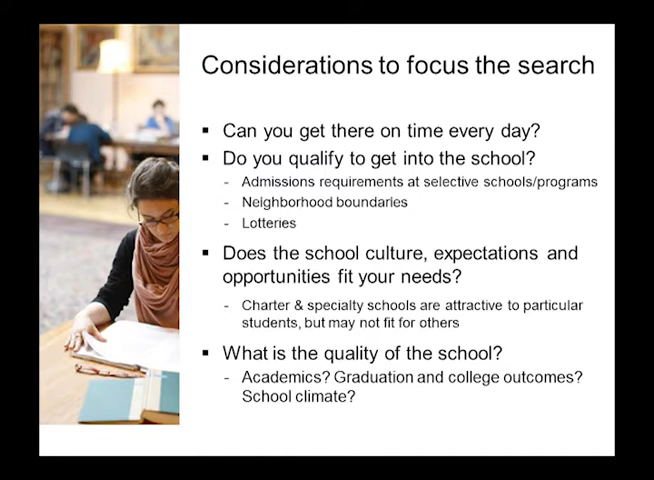 Considerations to focus the search
▪ Can you get there on time every day?
▪ Do you qualify to get into the school?
- Admissions requirements at selective schools/programs
- Neighborhood boundaries
- Lotteries
▪ Does the school culture, expectations and
opportunities fit your needs?
- Charter & specialty schools are attractive to particular
students, but may not fit for others
▪ What is the quality of the school?
- Academics? Graduation and college outcomes?
School climate?